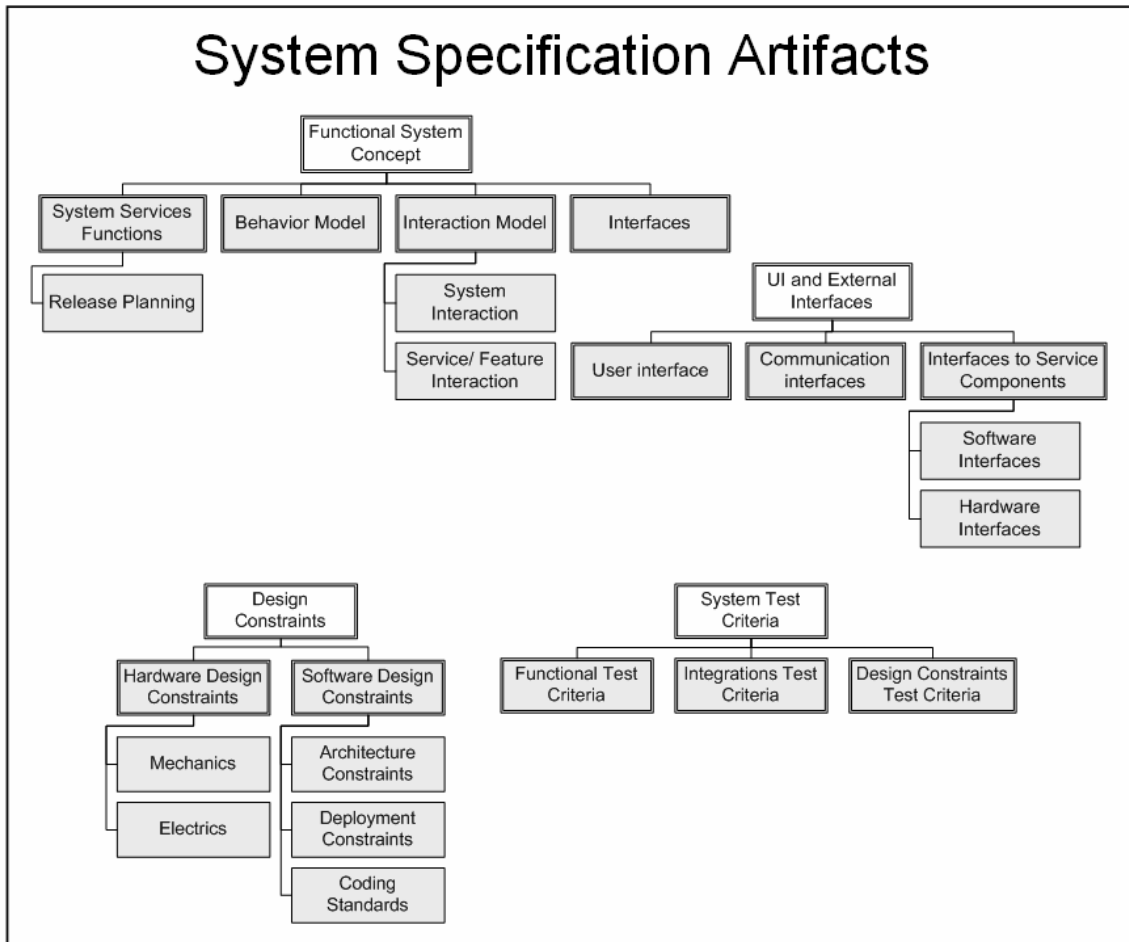 System Specification Artifacts
Functional System
Concept
System Services
Functions
Behavior Model
Interaction Model
Interfaces
Release Planning
System
Interaction
Service/ Feature
Interaction
UI and External
Interfaces
User interface
Communication
interfaces
Interfaces to Service
Components
Software
Interfaces
Hardware
Interfaces
Design
Constraints
Hardware Design
Constraints
Software Design
Constraints
Mechanics
Electrics
Architecture
Constraints
Deployment
Constraints
Coding
Standards
System Test
Criteria
Functional Test
Criteria
Integrations Test
Criteria
Design Constraints
Test Criteria